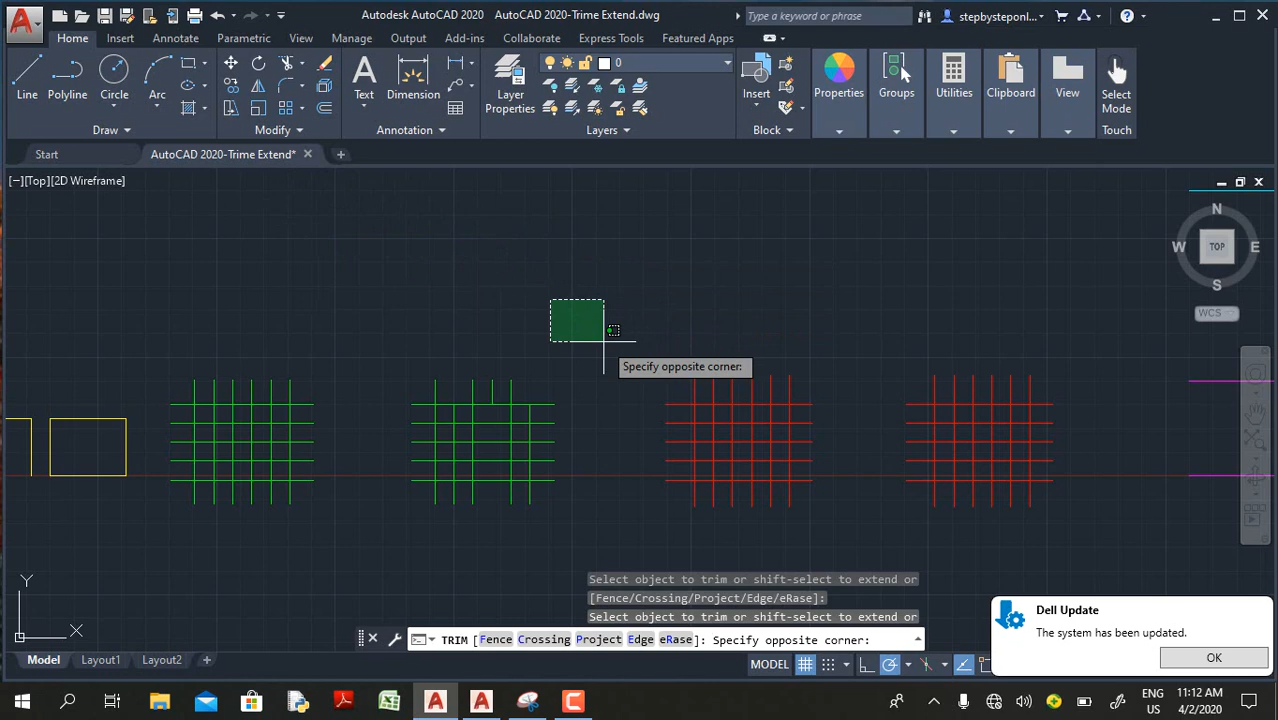 Autodesk AutoCAD 2020 AutoCAD 2020-Trime Extend.dwg
Type a keyword or phrase
stepbysteponl...
Home Insert Annotate Parametric View Manage Output Add-ins Collaborate Express Tools Featured Apps
Line Polyline Circle Arc
Draw
Modify
Text Dimension
Annotation
Layer Properties
0
Layers
Insert
Block
Properties
Groups
Utilities
Clipboard
View
Select Mode
Touch
Start
AutoCAD 2020-Trime Extend*
[−][Top][2D Wireframe]
N
W TOP E
S
WCS
Specify opposite corner:
Y
X
Select object to trim or shift-select to extend or
[Fence/Crossing/Project/Edge/eRase]:
Select object to trim or shift-select to extend or
TRIM [Fence Crossing Project Edge eRase]: Specify opposite corner:
Dell Update
The system has been updated.
OK
Model Layout1 Layout2
MODEL
ENG
US
11:12 AM
4/2/2020